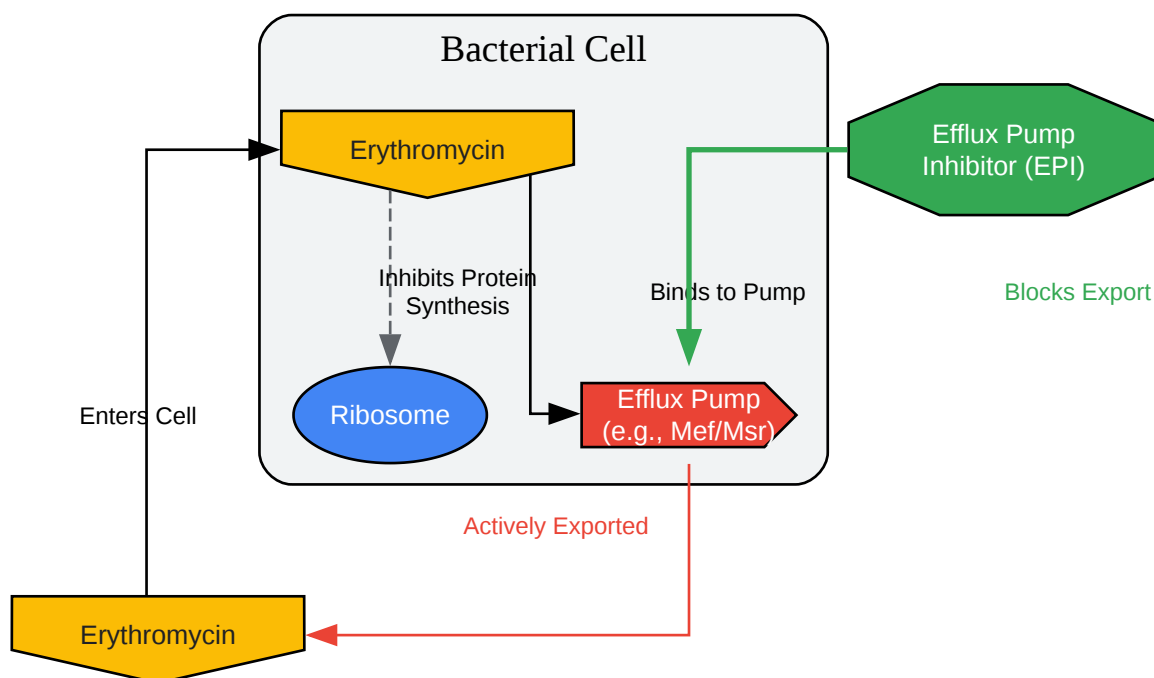 Bacterial Cell
Erythromycin
Efflux Pump
Inhibitor (EPI)
Inhibits Protein
Synthesis
Binds to Pump
Blocks Export
Enters Cell
Ribosome
Efflux Pump
(e.g., Mef/Msr)
Actively Exported
Erythromycin